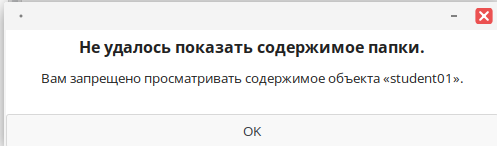 Не удалось показать содержимое папки.
Вам запрещено просматривать содержимое объекта «student01».
OK